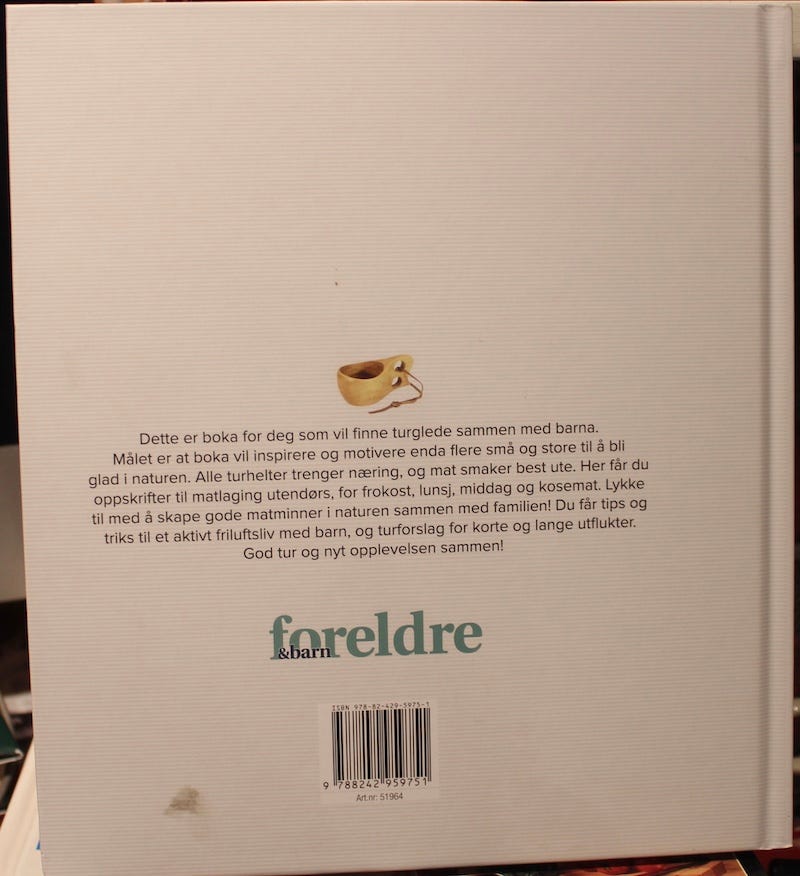 Dette er boka for deg som vil finne turglede sammen med barna.
Målet er at boka vil inspirere og motivere enda flere små og store til å bli
glad i naturen. Alle turhelter trenger næring, og mat smaker best ute. Her får du
oppskrifter til matlaging utendørs, for frokost, lunsj, middag og kosemat. Lykke
til med å skape gode matminner i naturen sammen med familien! Du får tips og
triks til et aktivt friluftsliv med barn, og turforslag for korte og lange utflukter.
God tur og nyt opplevelsen sammen!
foreldre
&barn
ISBN 978-82-429-5975-1
9 788242 959751
Art.nr: 51964